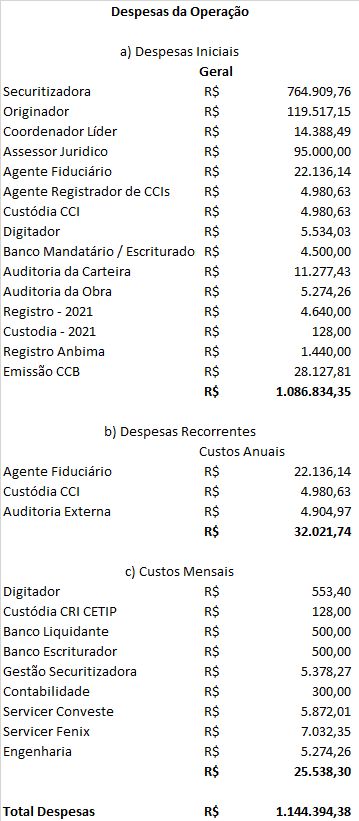 Despesas da Operação
a) Despesas Iniciais
Geral
Securitizadora R$ 764.909,76
Originador R$ 119.517,15
Coordenador Líder R$ 14.388,49
Assessor Juridico R$ 95.000,00
Agente Fiduciário R$ 22.136,14
Agente Registrador de CCIs R$ 4.980,63
Custódia CCI R$ 4.980,63
Digitador R$ 5.534,03
Banco Mandatário / Escriturado R$ 4.500,00
Auditoria da Carteira R$ 11.277,43
Auditoria da Obra R$ 5.274,26
Registro - 2021 R$ 4.640,00
Custodia - 2021 R$ 128,00
Registro Anbima R$ 1.440,00
Emissão CCB R$ 28.127,81
R$ 1.086.834,35
b) Despesas Recorrentes
Custos Anuais
Agente Fiduciário R$ 22.136,14
Custódia CCI R$ 4.980,63
Auditoria Externa R$ 4.904,97
R$ 32.021,74
c) Custos Mensais
Digitador R$ 553,40
Custódia CRI CETIP R$ 128,00
Banco Liquidante R$ 500,00
Banco Escriturador R$ 500,00
Gestão Securitizadora R$ 5.378,27
Contabilidade R$ 300,00
Servicer Conveste R$ 5.872,01
Servicer Fenix R$ 7.032,35
Engenharia R$ 5.274,26
R$ 25.538,30
Total Despesas R$ 1.144.394,38